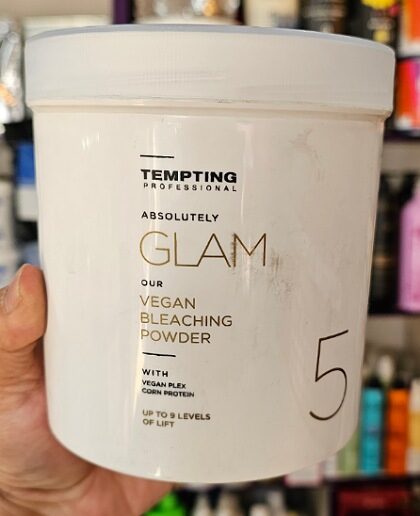 TEMPTING
PROFESSIONAL
ABSOLUTELY
GLAM
OUR
VEGAN
BLEACHING
POWDER
WITH
VEGAN PLEX
CORN PROTEIN
UP TO 9 LEVELS
OF LIFT
5